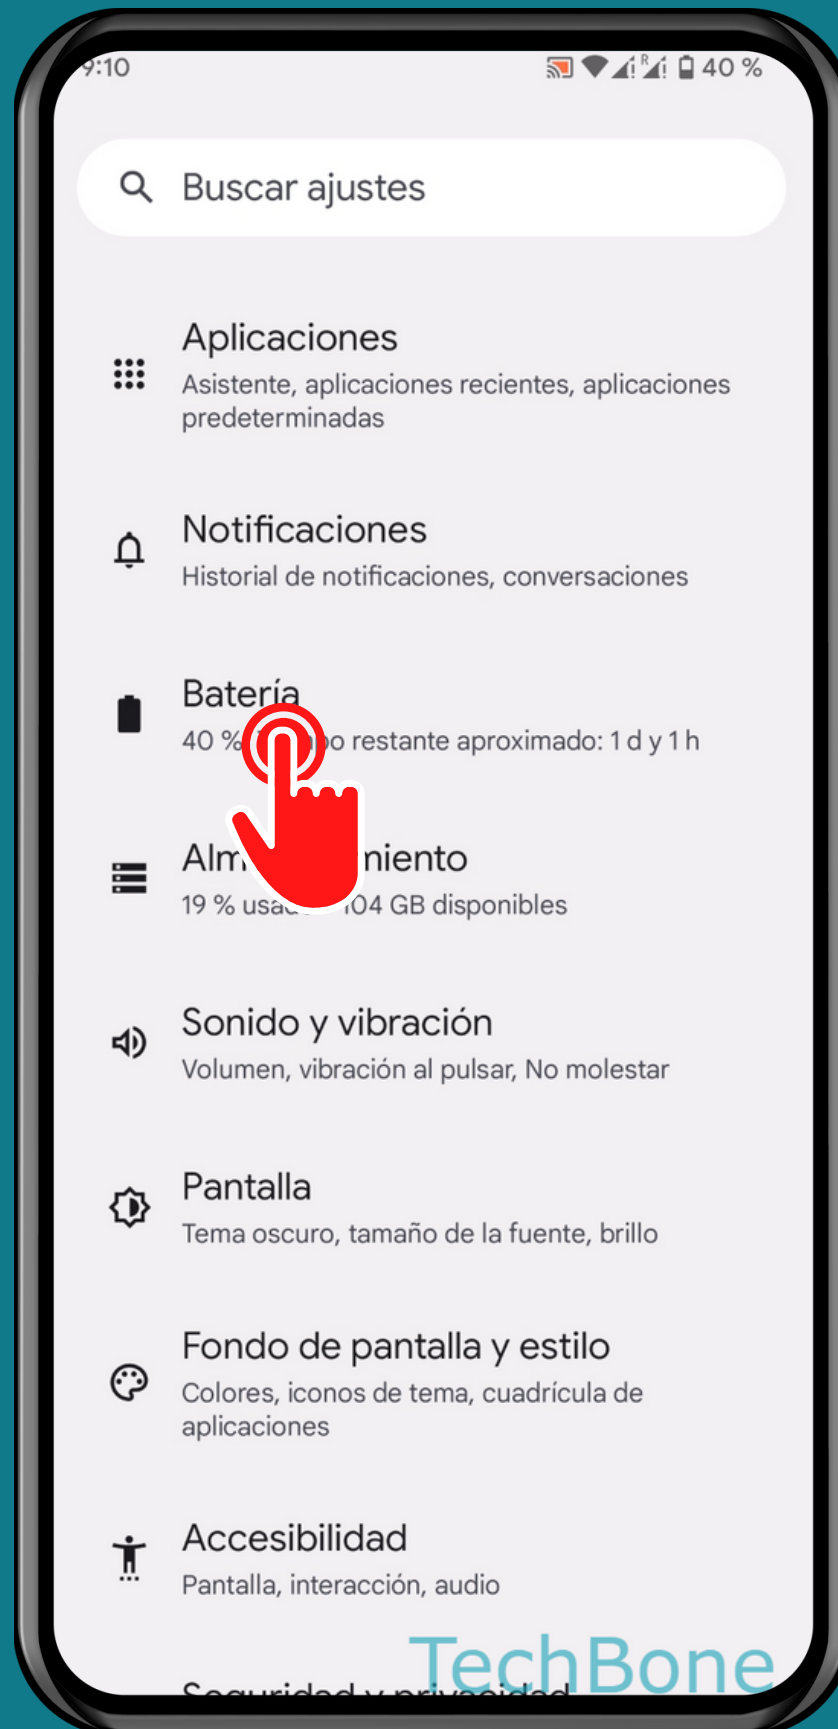 9:10 R 40 %
Buscar ajustes
Aplicaciones
Asistente, aplicaciones recientes, aplicaciones
predeterminadas
Notificaciones
Historial de notificaciones, conversaciones
Batería
40 % restante aproximado: 1 d y 1 h
19 % 104 GB disponibles
Sonido y vibración
Volumen, vibración al pulsar, No molestar
Pantalla
Tema oscuro, tamaño de la fuente, brillo
Fondo de pantalla y estilo
Colores, iconos de tema, cuadrícula de
aplicaciones
Accesibilidad
Pantalla, interacción, audio
Seguridad y privacidad
TechBone